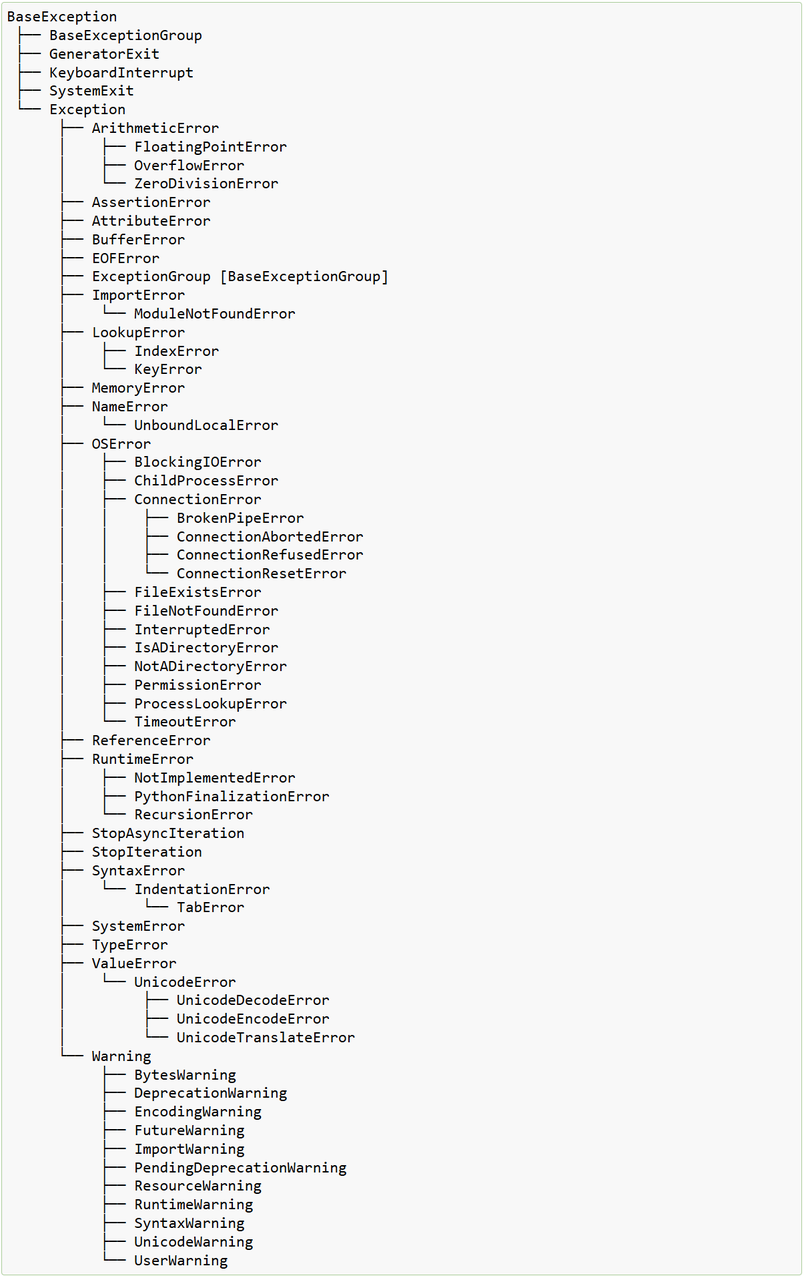 BaseException
├── BaseExceptionGroup
├── GeneratorExit
├── KeyboardInterrupt
├── SystemExit
└── Exception
├── ArithmeticError
│ ├── FloatingPointError
│ ├── OverflowError
│ └── ZeroDivisionError
├── AssertionError
├── AttributeError
├── BufferError
├── EOFError
├── ExceptionGroup [BaseExceptionGroup]
├── ImportError
│ └── ModuleNotFoundError
├── LookupError
│ ├── IndexError
│ └── KeyError
├── MemoryError
├── NameError
│ └── UnboundLocalError
├── OSError
│ ├── BlockingIOError
│ ├── ChildProcessError
│ ├── ConnectionError
│ │ ├── BrokenPipeError
│ │ ├── ConnectionAbortedError
│ │ ├── ConnectionRefusedError
│ │ └── ConnectionResetError
│ ├── FileExistsError
│ ├── FileNotFoundError
│ ├── InterruptedError
│ ├── IsADirectoryError
│ ├── NotADirectoryError
│ ├── PermissionError
│ ├── ProcessLookupError
│ └── TimeoutError
├── ReferenceError
├── RuntimeError
│ ├── NotImplementedError
│ ├── PythonFinalizationError
│ └── RecursionError
├── StopAsyncIteration
├── StopIteration
├── SyntaxError
│ └── IndentationError
│ └── TabError
├── SystemError
├── TypeError
├── ValueError
│ └── UnicodeError
│ ├── UnicodeDecodeError
│ ├── UnicodeEncodeError
│ └── UnicodeTranslateError
└── Warning
├── BytesWarning
├── DeprecationWarning
├── EncodingWarning
├── FutureWarning
├── ImportWarning
├── PendingDeprecationWarning
├── ResourceWarning
├── RuntimeWarning
├── SyntaxWarning
├── UnicodeWarning
└── UserWarning